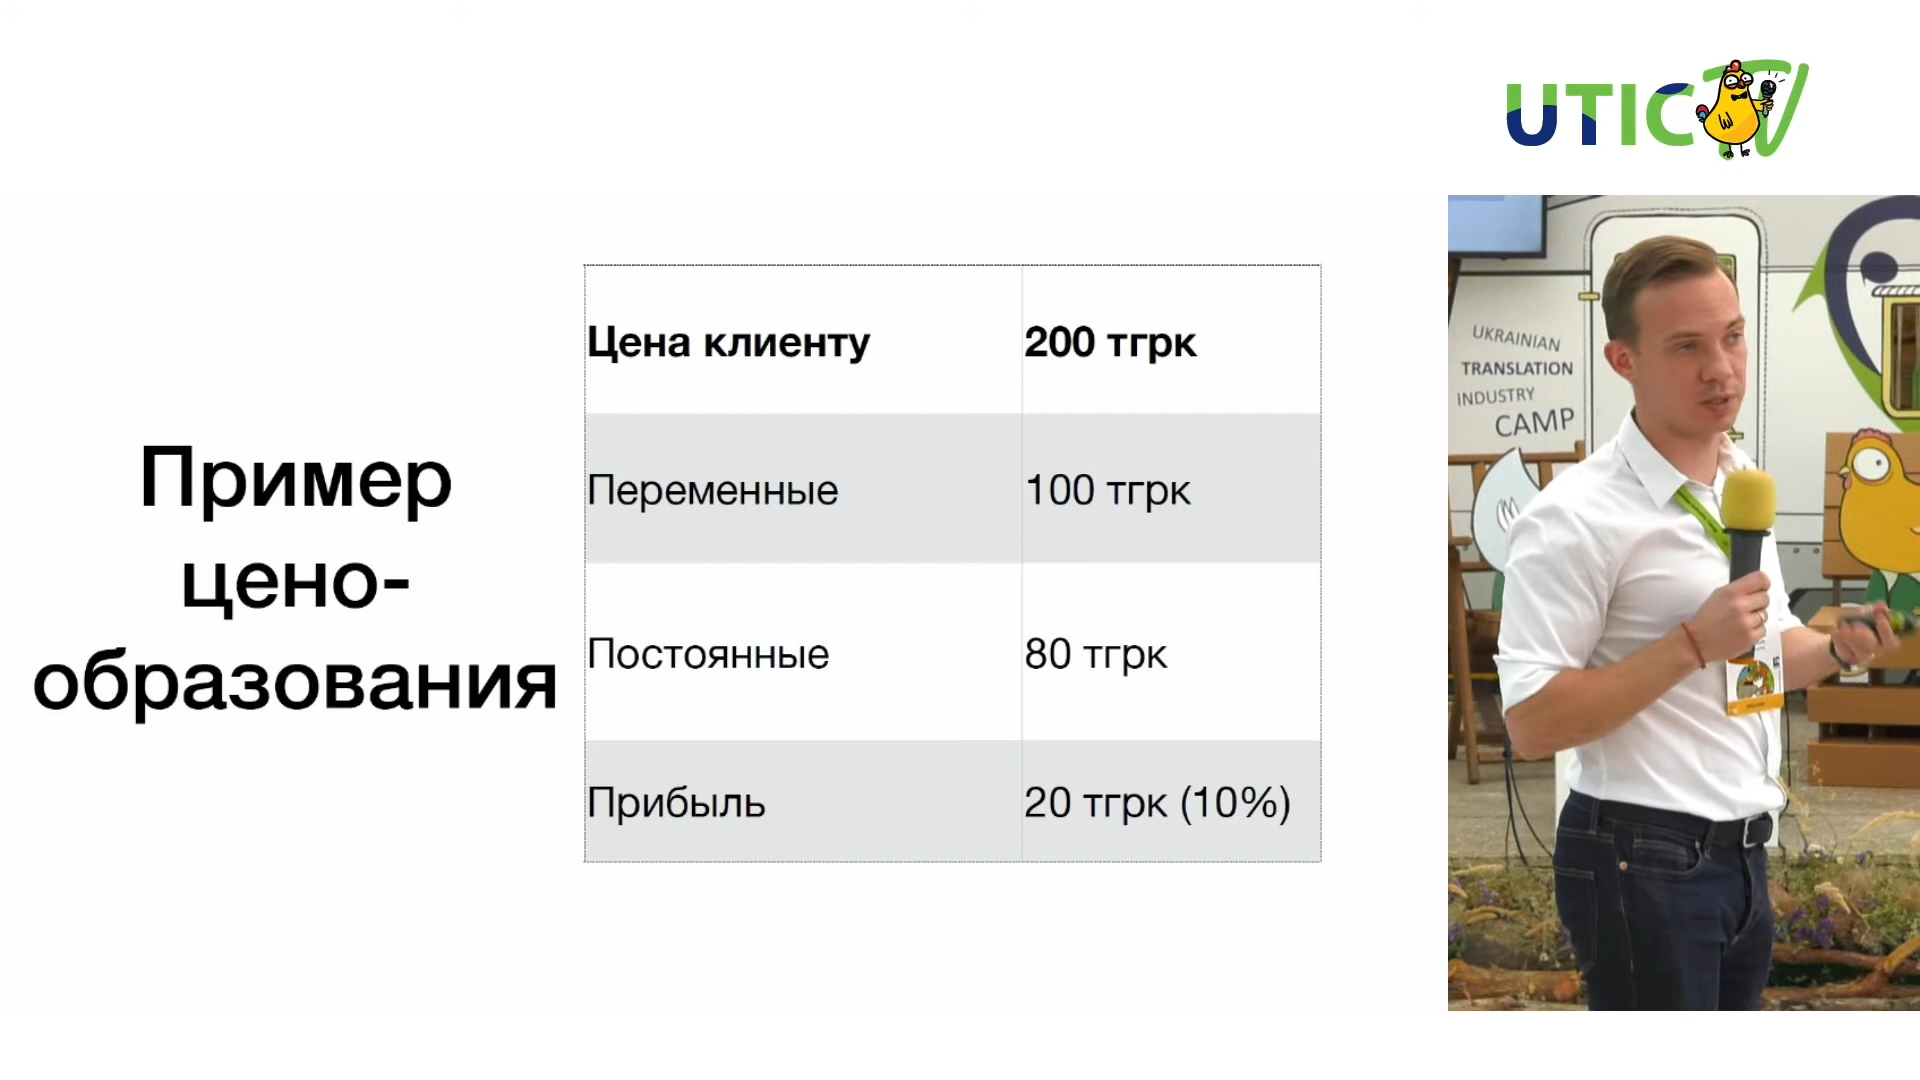 UTIC TV
Пример
цено-
образования
Цена клиенту 200 тгрк
Переменные 100 тгрк
Постоянные 80 тгрк
Прибыль 20 тгрк (10%)
UKRAINIAN
TRANSLATION
INDUSTRY
CAMP